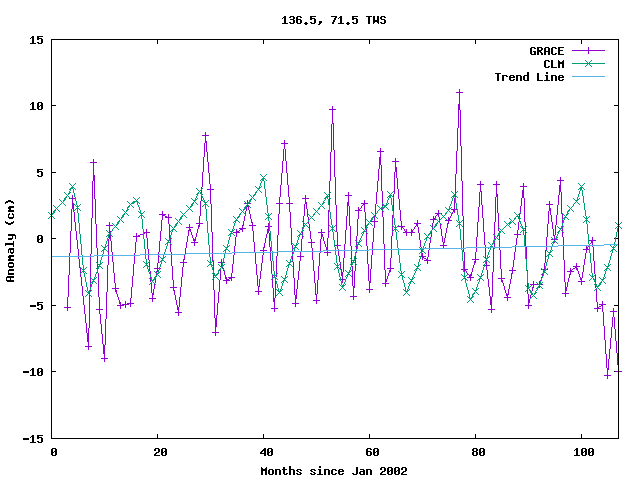 136.5, 71.5 TWS
GRACE
CLM
Trend Line
15
10
5
0
-5
-10
-15
Anomaly (cm)
0 20 40 60 80 100
Months since Jan 2002